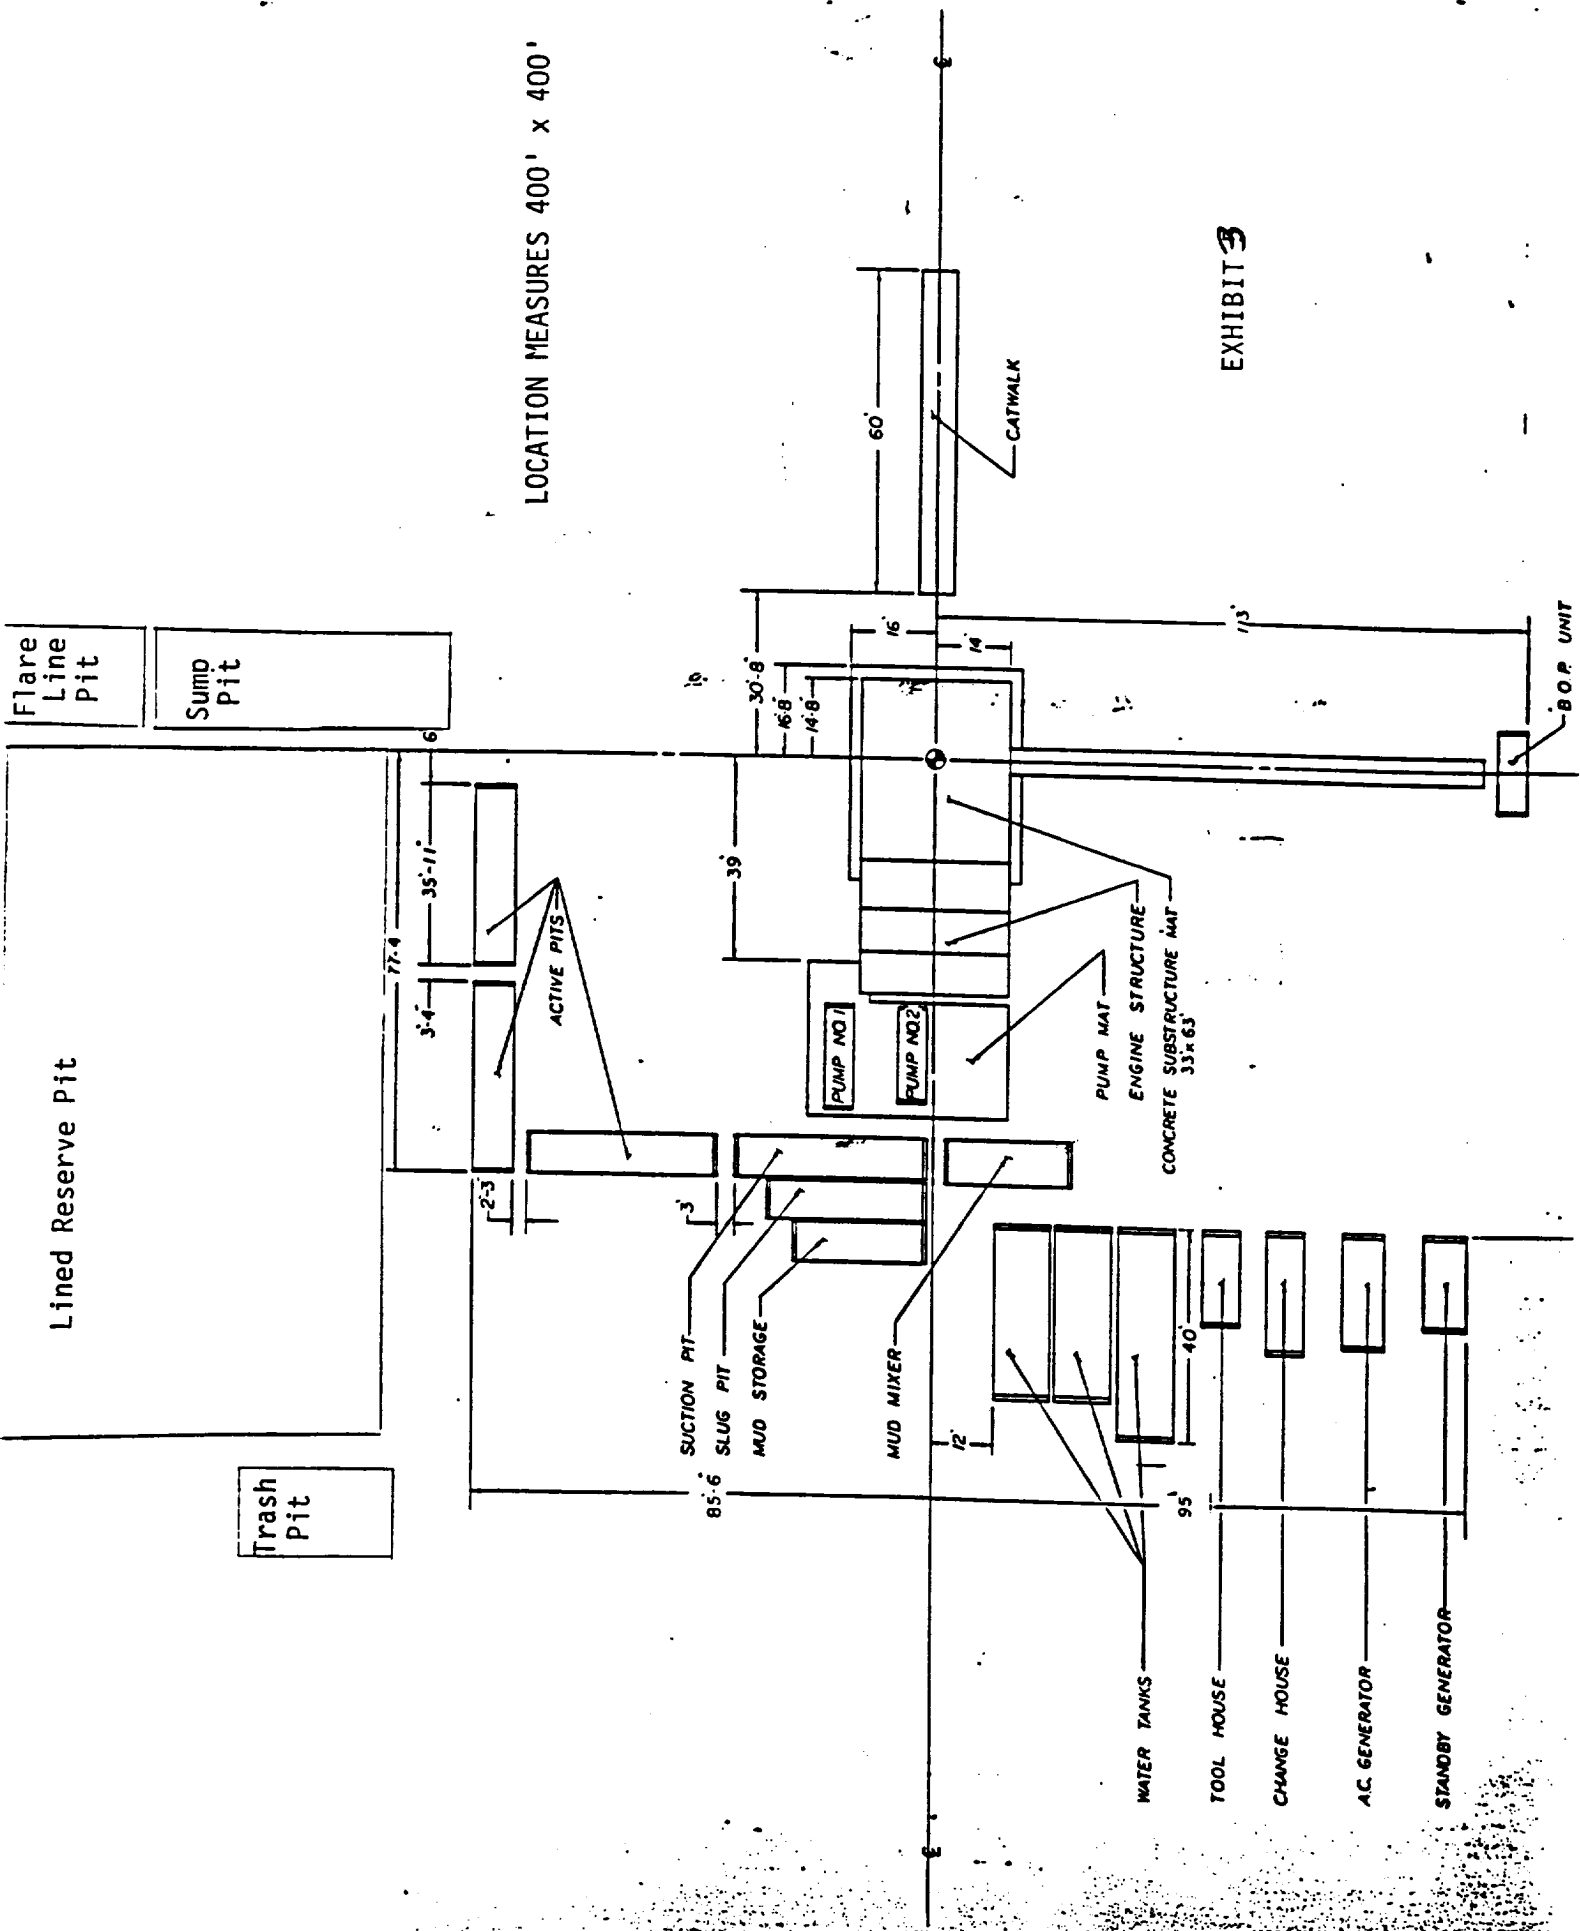 Flare
Line
Pit
Sump
Pit
Lined Reserve Pit
Trash
Pit
LOCATION MEASURES 400' x 400'
EXHIBIT B
6
35'-11"
77'-4
3'-4"
2'-3
3'
ACTIVE PITS
39'
30'-8"
16'-8"
14'-8"
16'
14'
60'
CATWALK
113'
B.O.P. UNIT
PUMP NO.1
PUMP NO.2
PUMP MAT
ENGINE STRUCTURE
CONCRETE SUBSTRUCTURE MAT
33'x 63'
SUCTION PIT
SLUG PIT
MUD STORAGE
MUD MIXER
85'-6"
12'
40'
95'
WATER TANKS
TOOL HOUSE
CHANGE HOUSE
A.C. GENERATOR
STANDBY GENERATOR